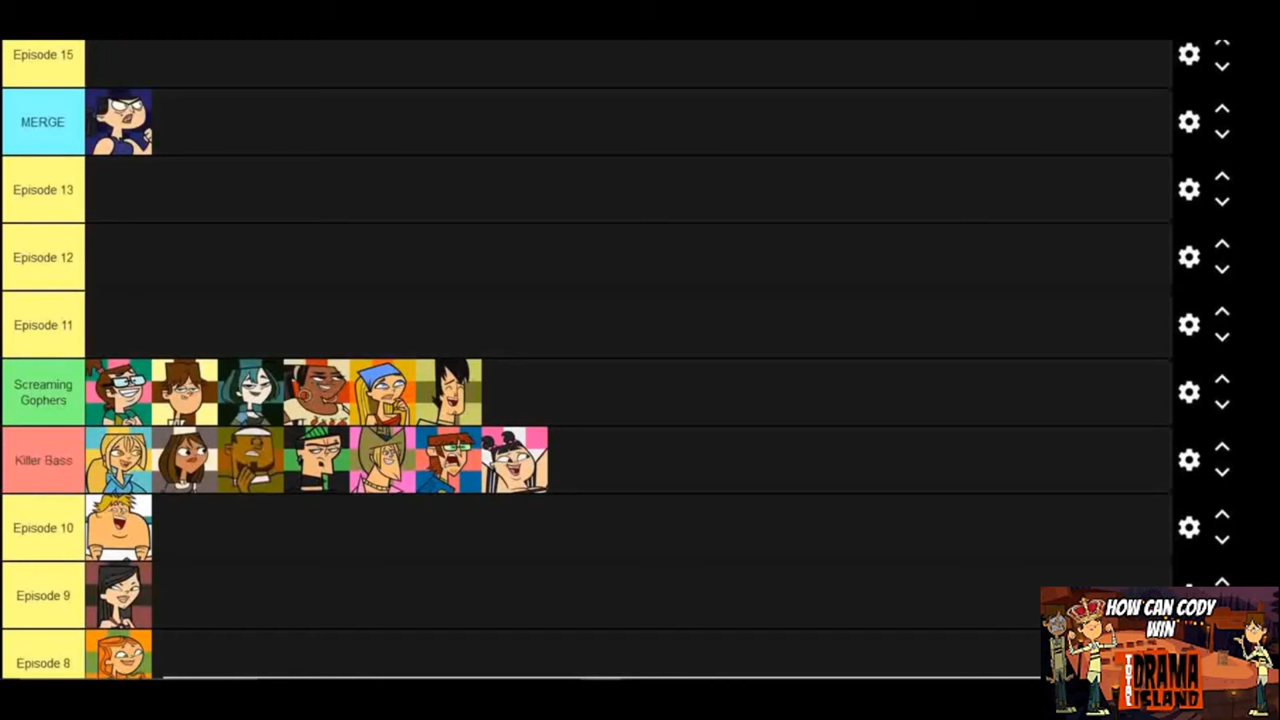 Episode 15
MERGE
Episode 13
Episode 12
Episode 11
Screaming
Gophers
Killer Bass
Episode 10
Episode 9
Episode 8
HOW CAN CODY
WIN
TOTAL
DRAMA
ISLAND